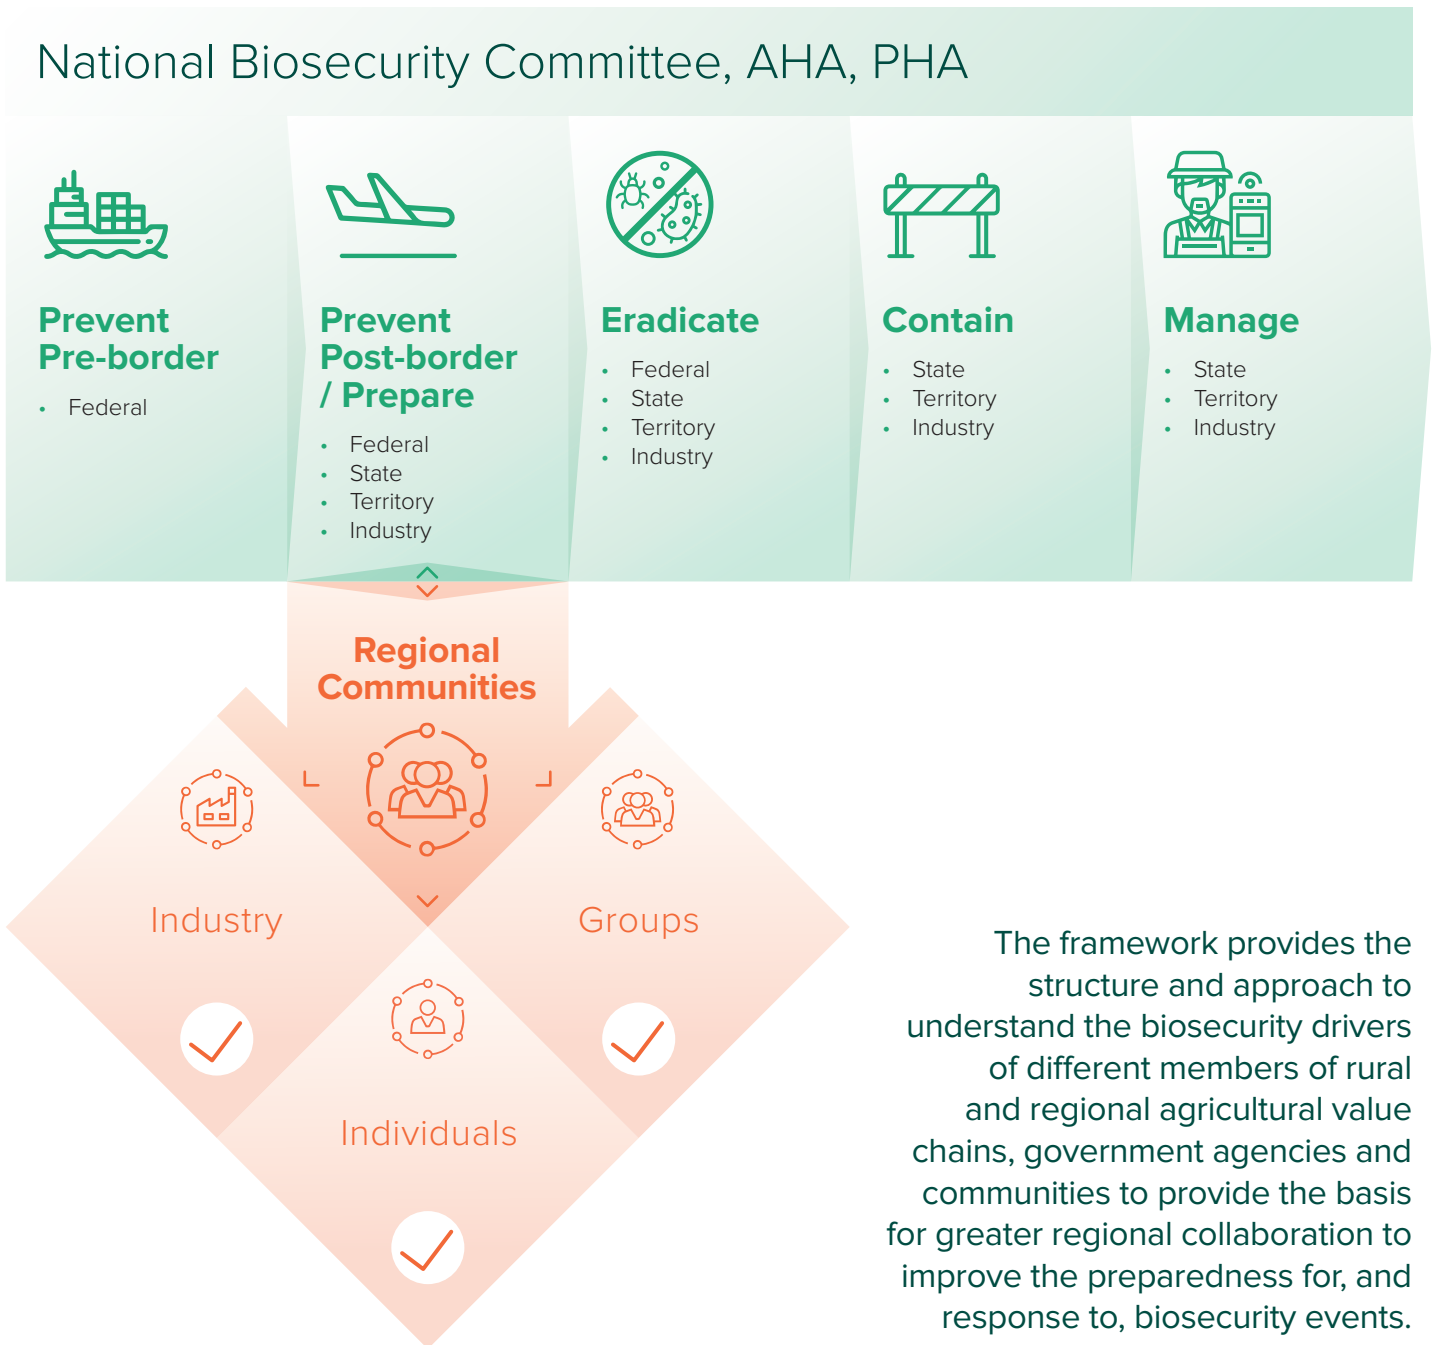 National Biosecurity Committee, AHA, PHA
Prevent
Pre-border
• Federal
Prevent
Post-border
/ Prepare
• Federal
• State
• Territory
• Industry
Eradicate
• Federal
• State
• Territory
• Industry
Contain
• State
• Territory
• Industry
Manage
• State
• Territory
• Industry
Regional
Communities
Industry
Groups
Individuals
The framework provides the
structure and approach to
understand the biosecurity drivers
of different members of rural
and regional agricultural value
chains, government agencies and
communities to provide the basis
for greater regional collaboration to
improve the preparedness for, and
response to, biosecurity events.